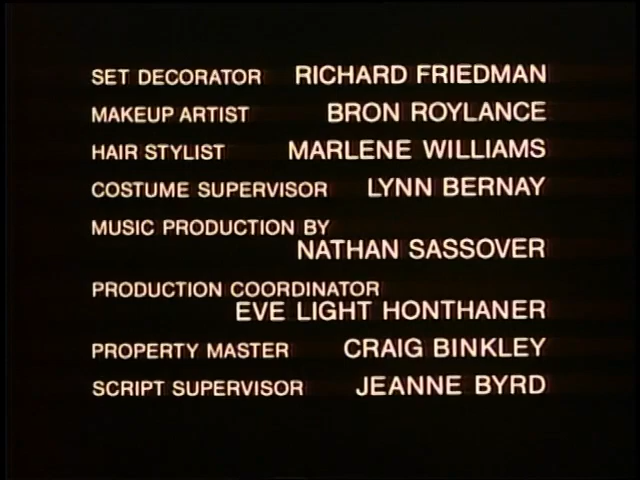 SET DECORATOR RICHARD FRIEDMAN
MAKEUP ARTIST BRON ROYLANCE
HAIR STYLIST MARLENE WILLIAMS
COSTUME SUPERVISOR LYNN BERNAY
MUSIC PRODUCTION BY
NATHAN SASSOVER
PRODUCTION COORDINATOR
EVE LIGHT HONTHANER
PROPERTY MASTER CRAIG BINKLEY
SCRIPT SUPERVISOR JEANNE BYRD